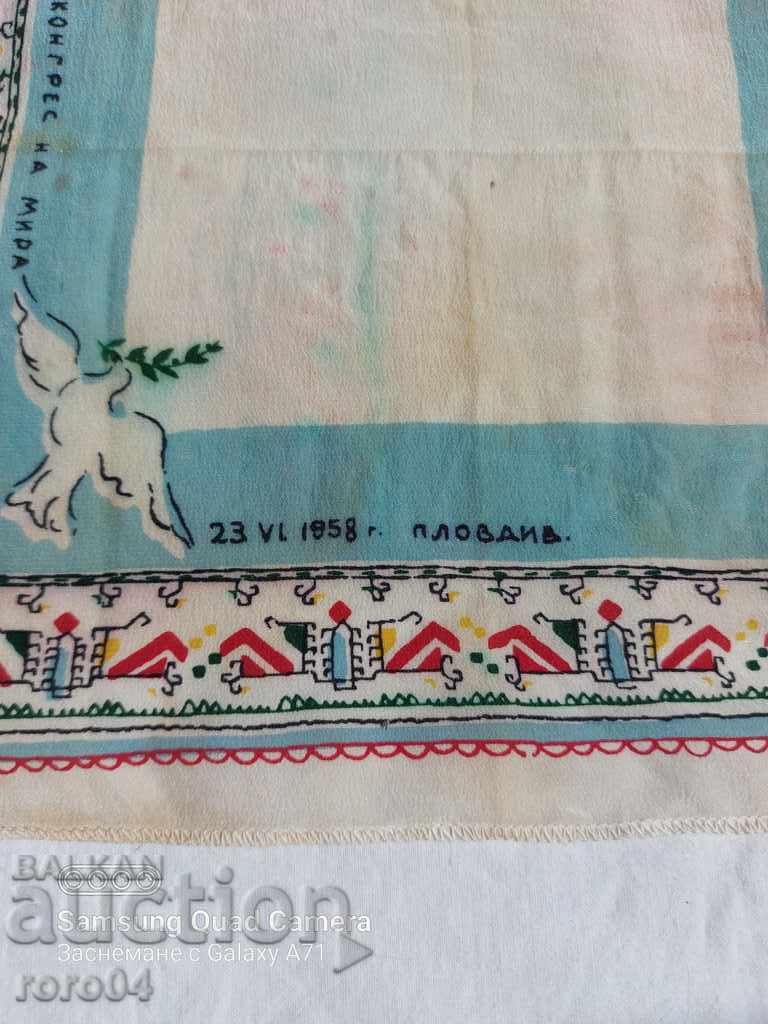 КОНГРЕС НА МИРА
23 VI. 1958 г. ПЛОВДИВ.
BALKAN
auction
Samsung Quad Camera
Заснемане с Galaxy A71
roro04